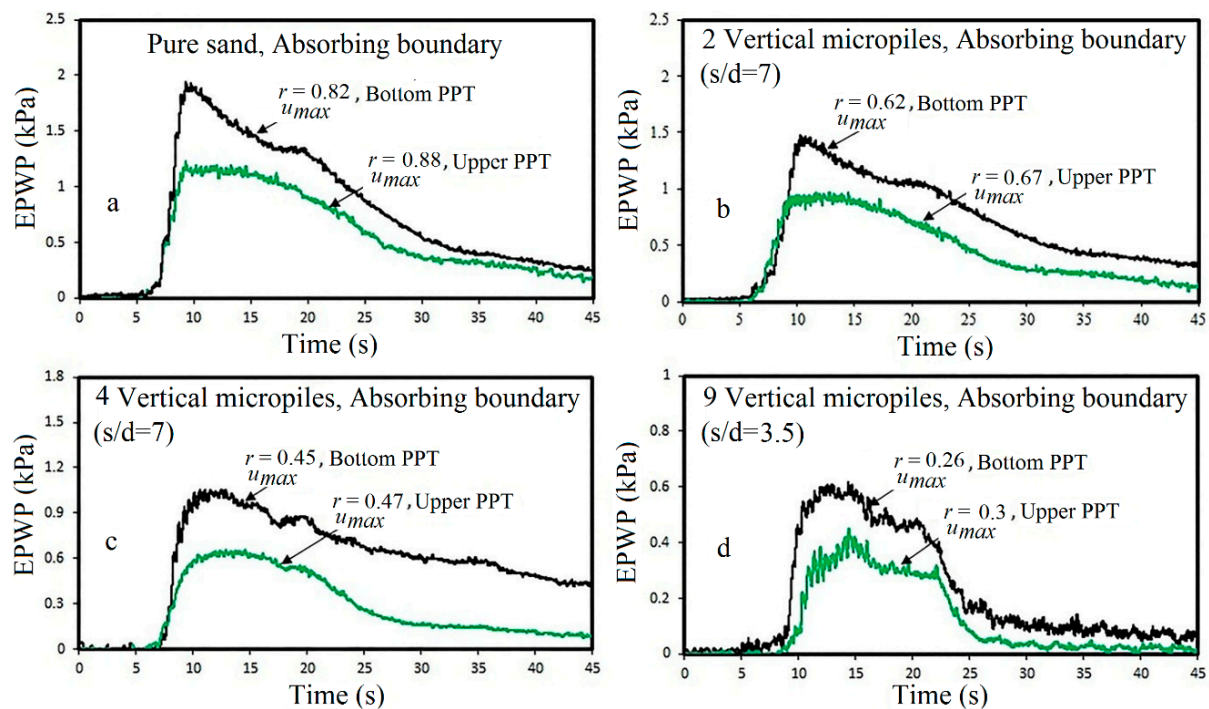 Pure sand, Absorbing boundary
r = 0.82, Bottom PPT
umax
r = 0.88, Upper PPT
umax
a
EPWP (kPa)
2.5
2
1.5
1
0.5
0
0 5 10 15 20 25 30 35 40 45
Time (s)
2 Vertical micropiles, Absorbing boundary
(s/d=7)
r = 0.62, Bottom PPT
umax
r = 0.67, Upper PPT
umax
b
EPWP (kPa)
2.5
2
1.5
1
0.5
0
0 5 10 15 20 25 30 35 40 45
Time (s)
4 Vertical micropiles, Absorbing boundary
(s/d=7)
r = 0.45, Bottom PPT
umax
r = 0.47, Upper PPT
umax
c
EPWP (kPa)
1.8
1.5
1.2
0.9
0.6
0.3
0
0 5 10 15 20 25 30 35 40 45
Time (s)
9 Vertical micropiles, Absorbing boundary
(s/d=3.5)
r = 0.26, Bottom PPT
umax
r = 0.3, Upper PPT
umax
d
EPWP (kPa)
1
0.8
0.6
0.4
0.2
0
0 5 10 15 20 25 30 35 40 45
Time (s)